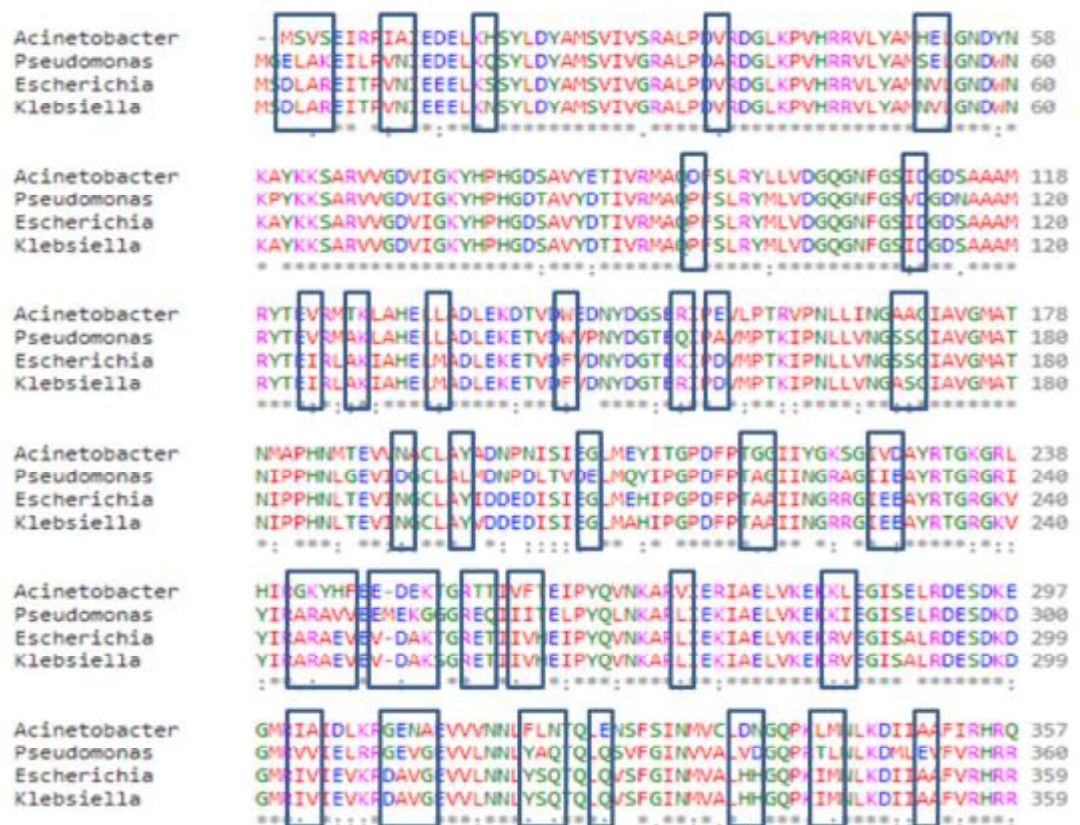 Acinetobacter --MSVSEIRPIAIEDELKHSYLDYAMSVIVSRALPDVRDGLKPVHRRVLYAMHELGNDYN 58
Pseudomonas MGELAKEILPVNIEDELKQSYLDYAMSVIVGRALPDARDGLKPVHRRVLYAMSELGNDWN 60
Escherichia MSDLAREITPVNIEEELKSSYLDYAMSVIVGRALPDVRDGLKPVHRRVLYAMNVLGNDWN 60
Klebsiella MSDLAREITPVNIEEELKNSYLDYAMSVIVGRALPDVRDGLKPVHRRVLYAMNVLGNDWN 60
Acinetobacter KAYKKSARVVGDVIGKYHPHGDSAVYETIVRMAQDFSLRYLLVDGQGNFGSIDGDSAAAM 118
Pseudomonas KPYKKSARVVGDVIGKYHPHGDTAVYDTIVRMAQPFSLRYMLVDGQGNFGSVDGDNAAAM 120
Escherichia KAYKKSARVVGDVIGKYHPHGDSAVYDTIVRMAQPFSLRYMLVDGQGNFGSIDGDSAAAM 120
Klebsiella KAYKKSARVVGDVIGKYHPHGDSAVYDTIVRMAQPFSLRYMLVDGQGNFGSIDGDSAAAM 120
Acinetobacter RYTEVRMTKLAHELLADLEKDTVDWEDNYDGSERIPEVLPTRVPNLLINGAAGIAVGMAT 178
Pseudomonas RYTEVRMAKLAHELLADLEKETVDWVPNYDGTEQIPAVMPTKIPNLLVNGSSGIAVGMAT 180
Escherichia RYTEIRLAKIAHELMADLEKETVDFVDNYDGTEKIPDVMPTKIPNLLVNGSSGIAVGMAT 180
Klebsiella RYTEIRLAKIAHELMADLEKETVDFVDNYDGTERIPDVMPTKIPNLLVNGASGIAVGMAT 180
Acinetobacter NMAPHNMTEVVNACLAYADNPNISIEGLMEYITGPDFPTGGIIYGKSGIVDAYRTGKGRL 238
Pseudomonas NIPPHNLGEVIDGCLALMDNPDLTVDELMQYIPGPDFPTAGIINGRAGIIEAYRTGRGRI 240
Escherichia NIPPHNLTEVINGCLAYIDDEDISIEGLMEHIPGPDFPTAAIINGRRGIEEAYRTGRGKV 240
Klebsiella NIPPHNLTEVINGCLAYVDDEDISIEGLMAHIPGPDFPTAAIINGRRGIEEAYRTGRGKV 240
Acinetobacter HIRGKYHFEE-DEKTGRTTIVFTEIPYQVNKARVIERIAELVKEKKLEGISELRDESDKE 297
Pseudomonas YIRARAVVEEMEKGGGREQIIITELPYQLNKARLIEKIAELVKEKKIEGISELRDESDKD 300
Escherichia YIRARAEVEV-DAKTGRETIIVHEIPYQVNKARLIEKIAELVKEKRVEGISALRDESDKD 299
Klebsiella YIRARAEVEV-DAKSGRETIIVHEIPYQVNKARLIEKIAELVKEKRVEGISALRDESDKD 299
Acinetobacter GMRIAIDLKRGENAEVVVNNLFLNTQLENSFSINMVCLDNGQPKLMNLKDIIAAFIRHRQ 357
Pseudomonas GMRVVIELRRGEVGEVVLNNLYAQTQLQSVFGINVVALVDGQPRTLNLKDMLEVFVRHRR 360
Escherichia GMRIVIEVKRDAVGEVVLNNLYSQTQLQVSFGINMVALHHGQPKIMNLKDIIAAFVRHRR 359
Klebsiella GMRIVIEVKRDAVGEVVLNNLYSQTQLQVSFGINMVALHHGQPKIMNLKDIIAAFVRHRR 359